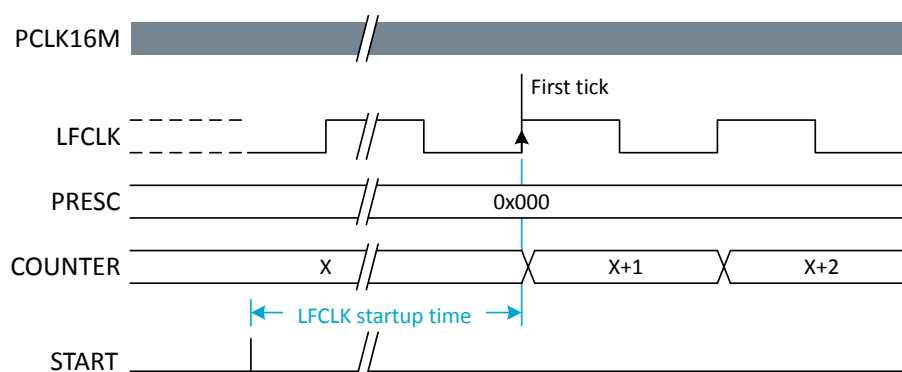 PCLK16M
First tick
LFCLK
PRESC
0x000
COUNTER
X
X+1
X+2
LFCLK startup time
START